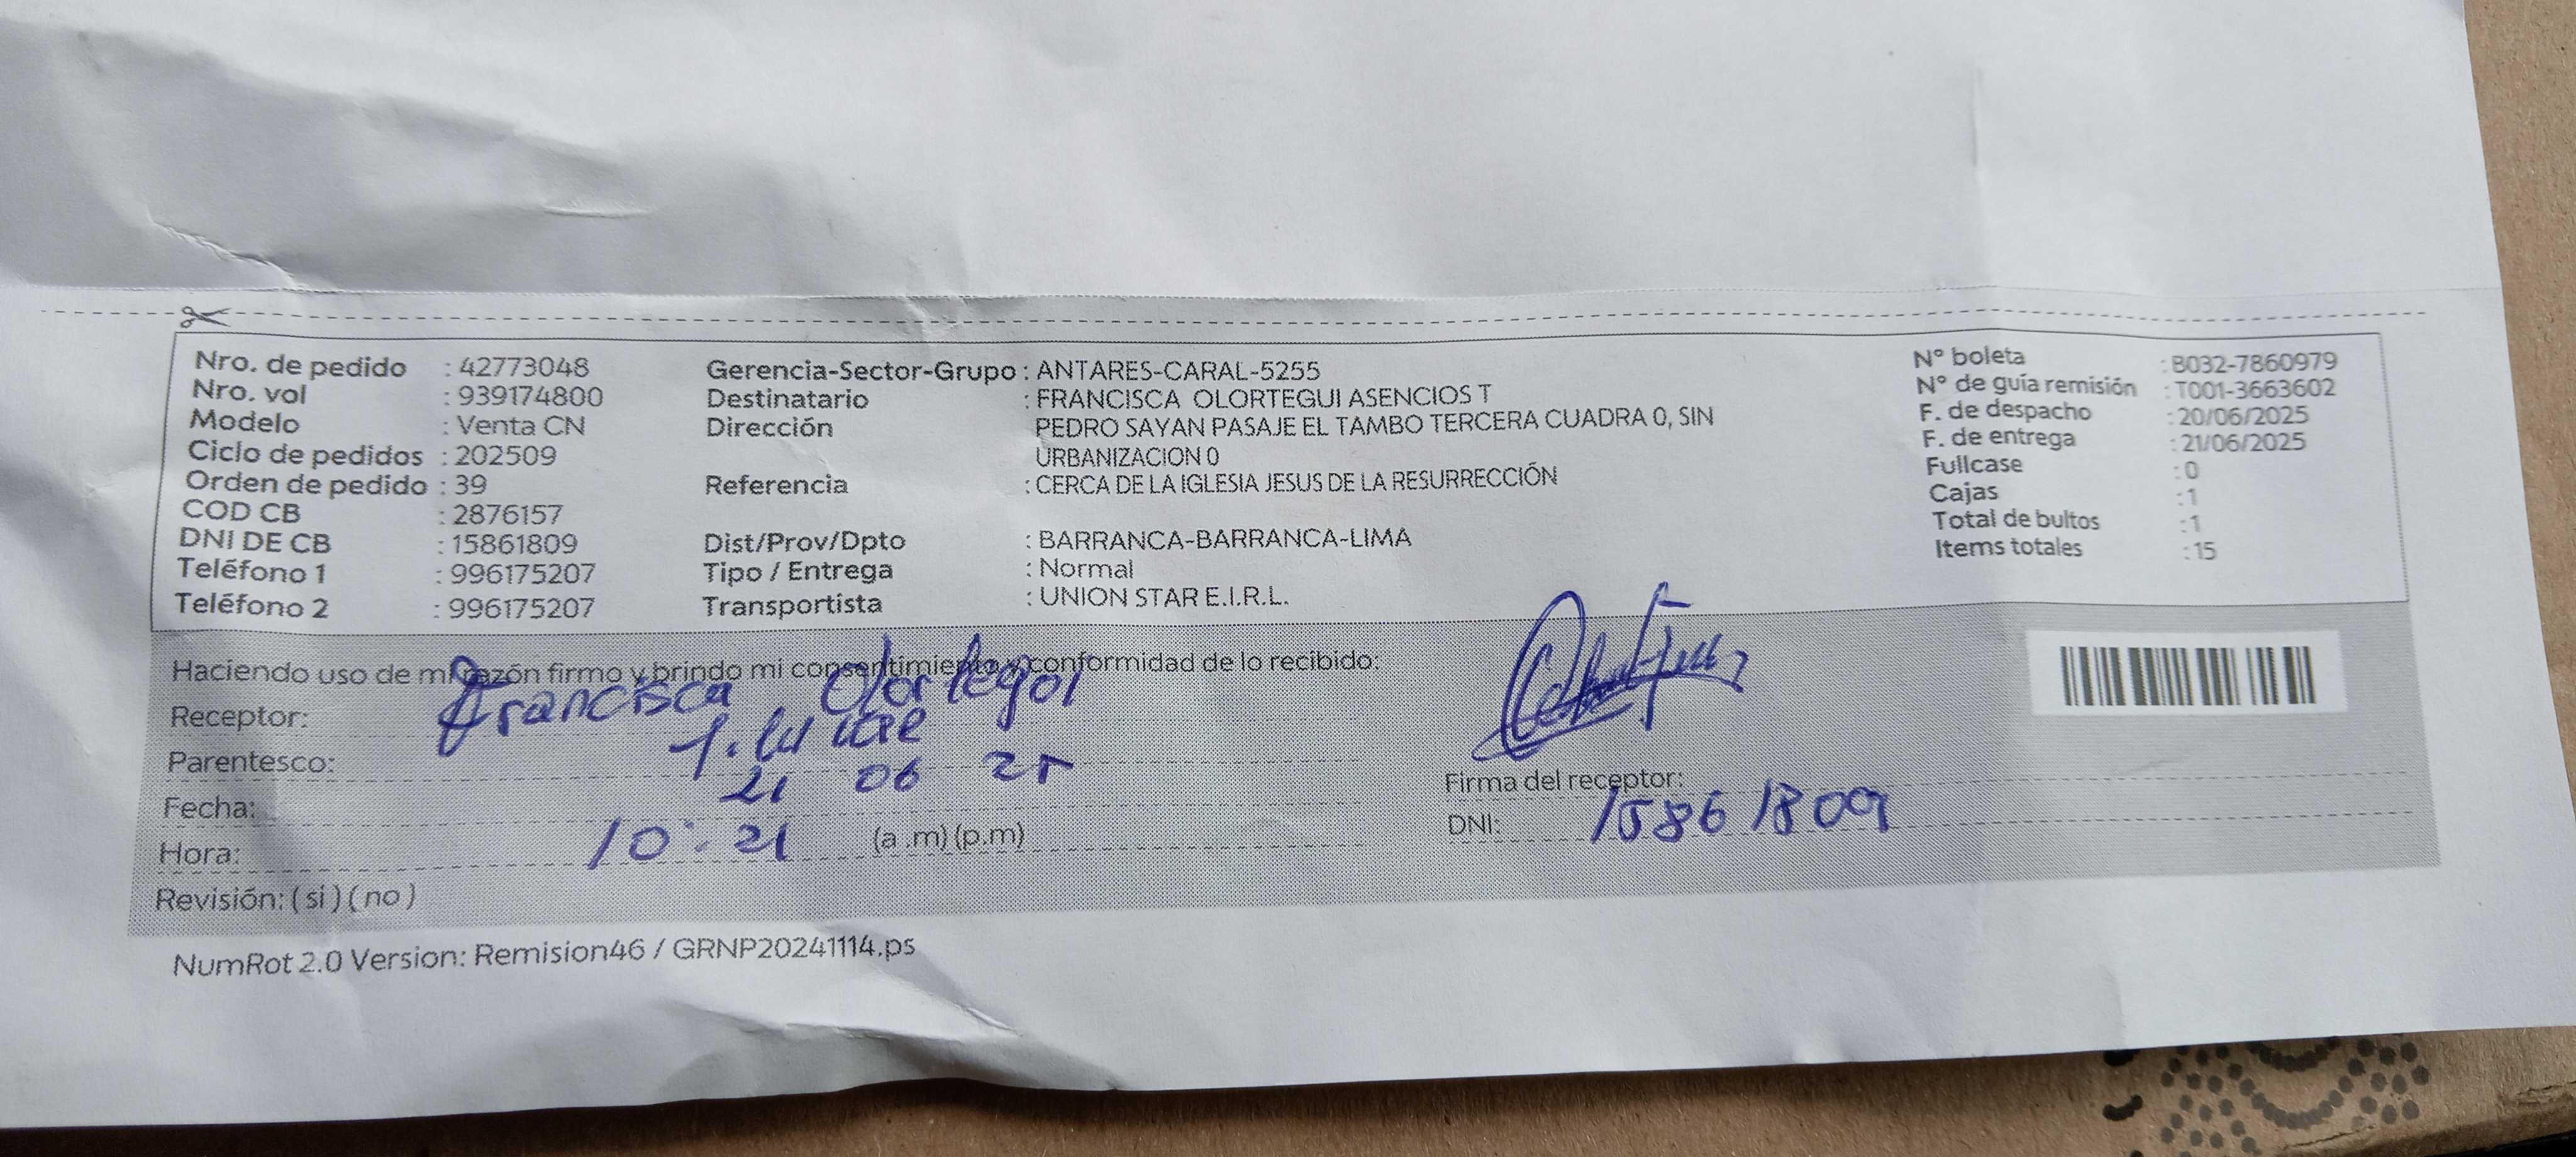 Nro. de pedido : 42773048
Nro. vol : 939174800
Modelo : Venta CN
Ciclo de pedidos : 202509
Orden de pedido : 39
COD CB : 2876157
DNI DE CB : 15861809
Teléfono 1 : 996175207
Teléfono 2 : 996175207
Gerencia-Sector-Grupo : ANTARES-CARAL-5255
Destinatario : FRANCISCA OLORTEGUI ASENCIOS T
Dirección PEDRO SAYAN PASAJE EL TAMBO TERCERA CUADRA 0, SIN
URBANIZACION 0
Referencia : CERCA DE LA IGLESIA JESUS DE LA RESURRECCIÓN
Dist/Prov/Dpto : BARRANCA-BARRANCA-LIMA
Tipo / Entrega : Normal
Transportista : UNION STAR E.I.R.L.
N° boleta : B032-7860979
N° de guía remisión : T001-3663602
F. de despacho : 20/06/2025
F. de entrega : 21/06/2025
Fullcase : 0
Cajas : 1
Total de bultos : 1
Items totales : 15
Haciendo uso de mi razón firmo y brindo mi consentimiento y conformidad de lo recibido:
Receptor: Francisca
Parentesco:
Fecha: 21 06 25
Hora: 10:21 (a.m) (p.m)
Revisión: ( si ) ( no )
Firma del receptor:
DNI: 15861809
NumRot 2.0 Version: Remision46 / GRNP20241114.ps